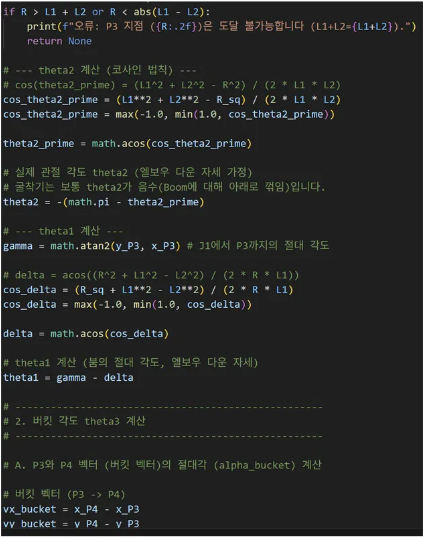 if R > L1 + L2 or R < abs(L1 - L2):
    print(f"오류: P3 지점 ({R:.2f})은 도달 불가능합니다 (L1+L2={L1+L2}).")
    return None

# --- theta2 계산 (코사인 법칙) ---
# cos(theta2_prime) = (L1^2 + L2^2 - R^2) / (2 * L1 * L2)
cos_theta2_prime = (L1**2 + L2**2 - R_sq) / (2 * L1 * L2)
cos_theta2_prime = max(-1.0, min(1.0, cos_theta2_prime))

theta2_prime = math.acos(cos_theta2_prime)

# 실제 관절 각도 theta2 (엘보우 다운 자세 가정)
# 굴착기는 보통 theta2가 음수(Boom에 대해 아래로 꺾임)입니다.
theta2 = -(math.pi - theta2_prime)

# --- theta1 계산 ---
gamma = math.atan2(y_P3, x_P3) # J1에서 P3까지의 절대 각도

# delta = acos((R^2 + L1^2 - L2^2) / (2 * R * L1))
cos_delta = (R_sq + L1**2 - L2**2) / (2 * R * L1)
cos_delta = max(-1.0, min(1.0, cos_delta))

delta = math.acos(cos_delta)

# theta1 계산 (붐의 절대 각도, 엘보우 다운 자세)
theta1 = gamma - delta

# --------------------------------------------------
# 2. 버킷 각도 theta3 계산
# --------------------------------------------------

# A. P3와 P4 벡터 (버킷 벡터)의 절대각 (alpha_bucket) 계산

# 버킷 벡터 (P3 -> P4)
vx_bucket = x_P4 - x_P3
vy_bucket = y_P4 - y_P3